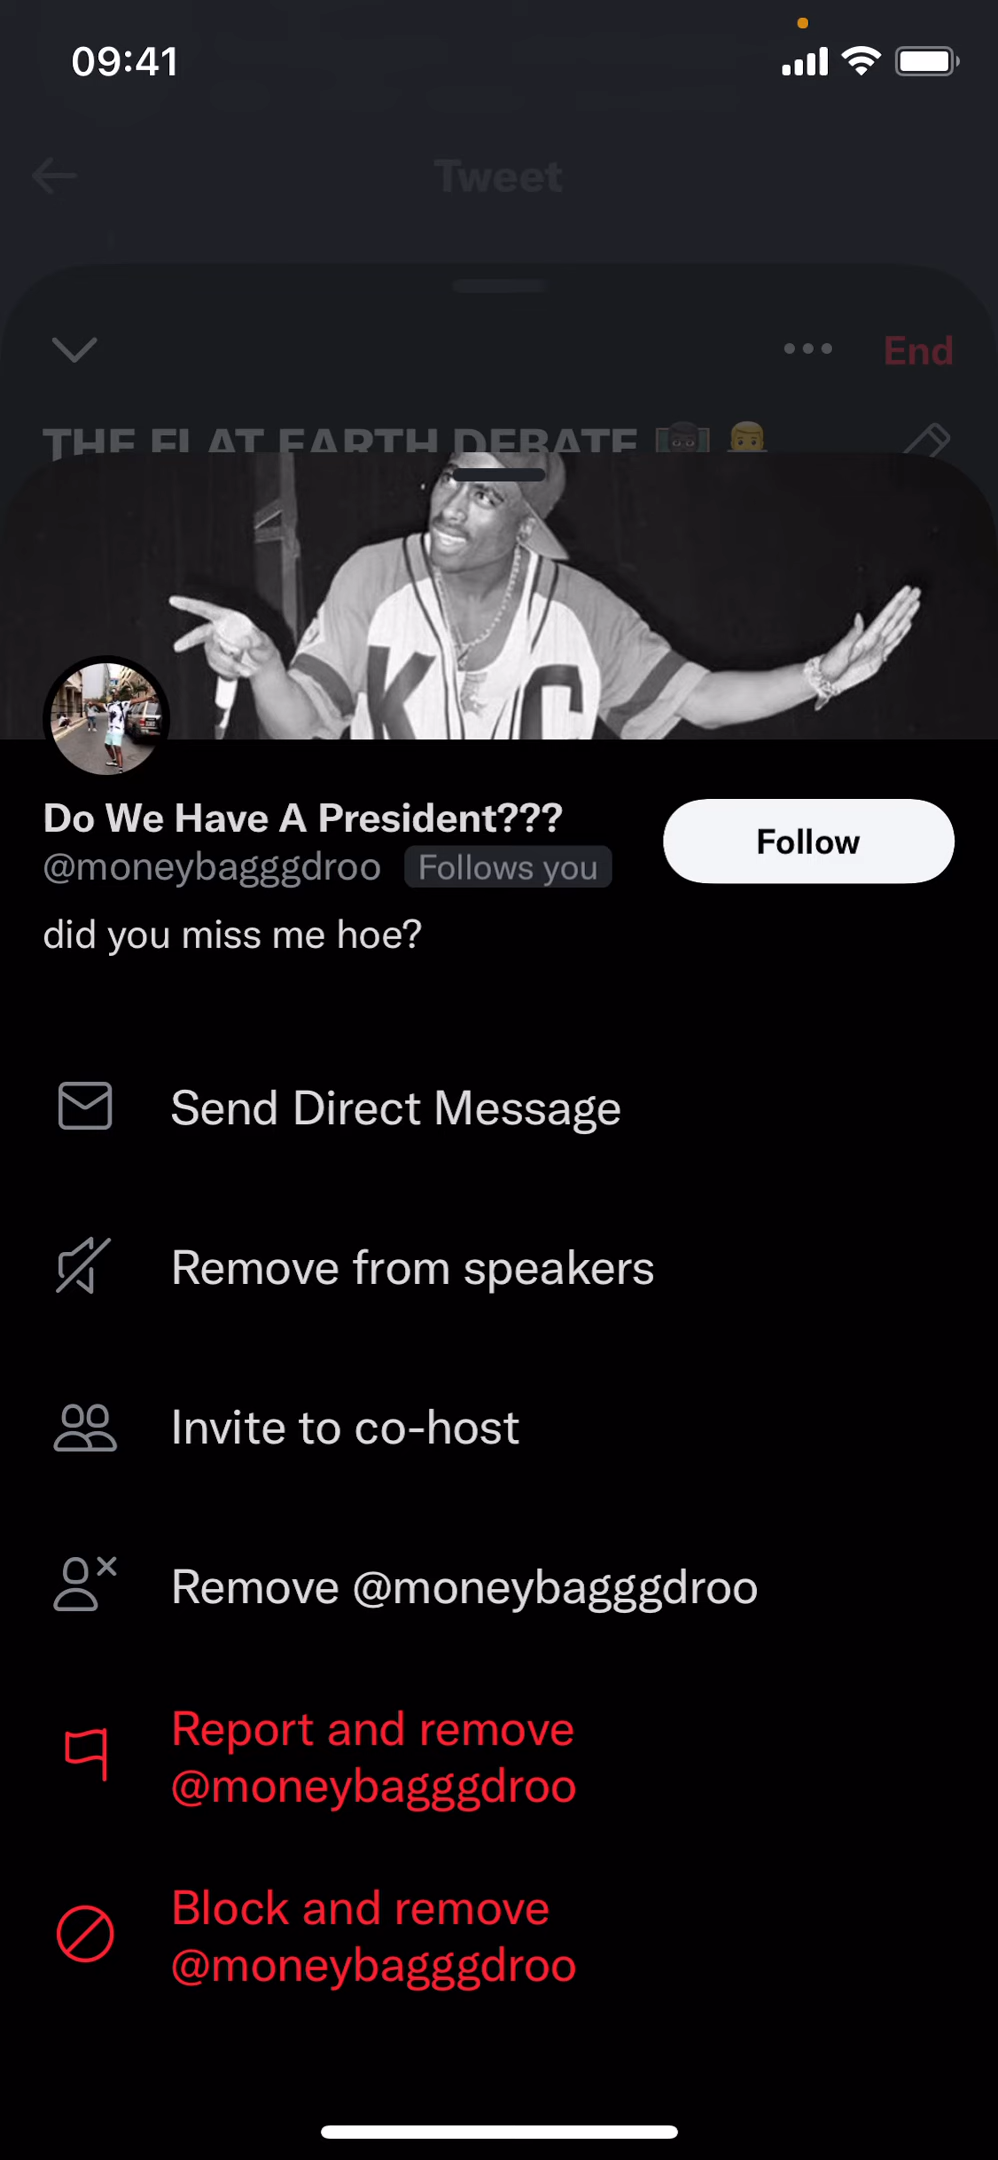 09:41
Tweet
End
THE FLAT EARTH DEBATE
K C
Do We Have A President???
Follow
@moneybagggdroo Follows you
did you miss me hoe?
Send Direct Message
Remove from speakers
Invite to co-host
Remove @moneybagggdroo
Report and remove
@moneybagggdroo
Block and remove
@moneybagggdroo